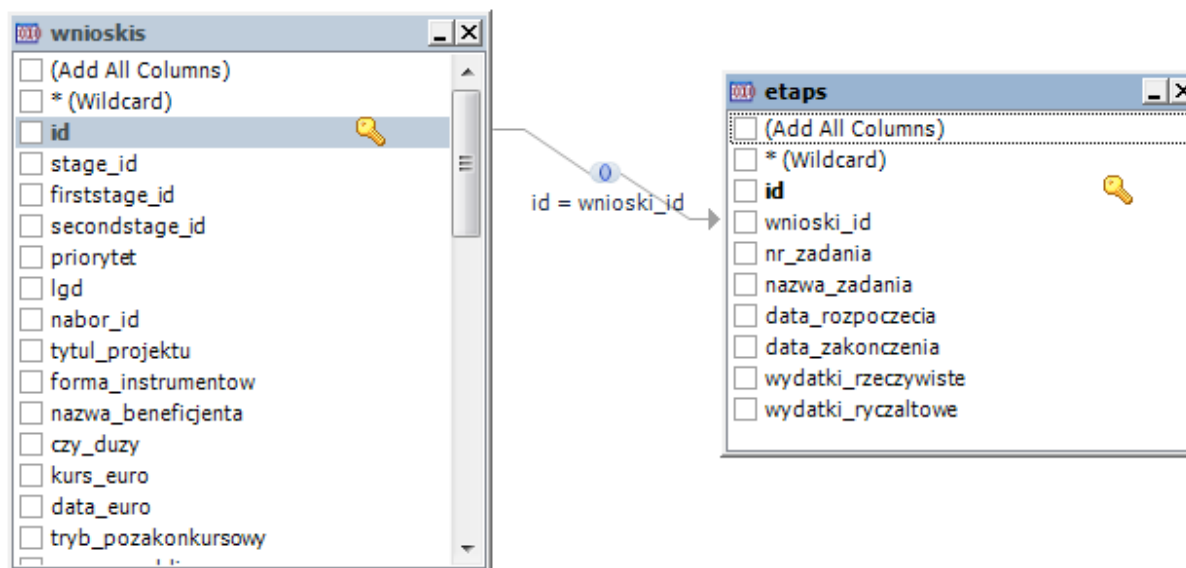 wnioskis
(Add All Columns)
* (Wildcard)
id
stage_id
firststage_id
secondstage_id
priorytet
lgd
nabor_id
tytul_projektu
forma_instrumentow
nazwa_beneficjenta
czy_duzy
kurs_euro
data_euro
tryb_pozakonkursowy
id = wnioski_id
etaps
(Add All Columns)
* (Wildcard)
id
wnioski_id
nr_zadania
nazwa_zadania
data_rozpoczecia
data_zakonczenia
wydatki_rzeczywiste
wydatki_ryczaltowe